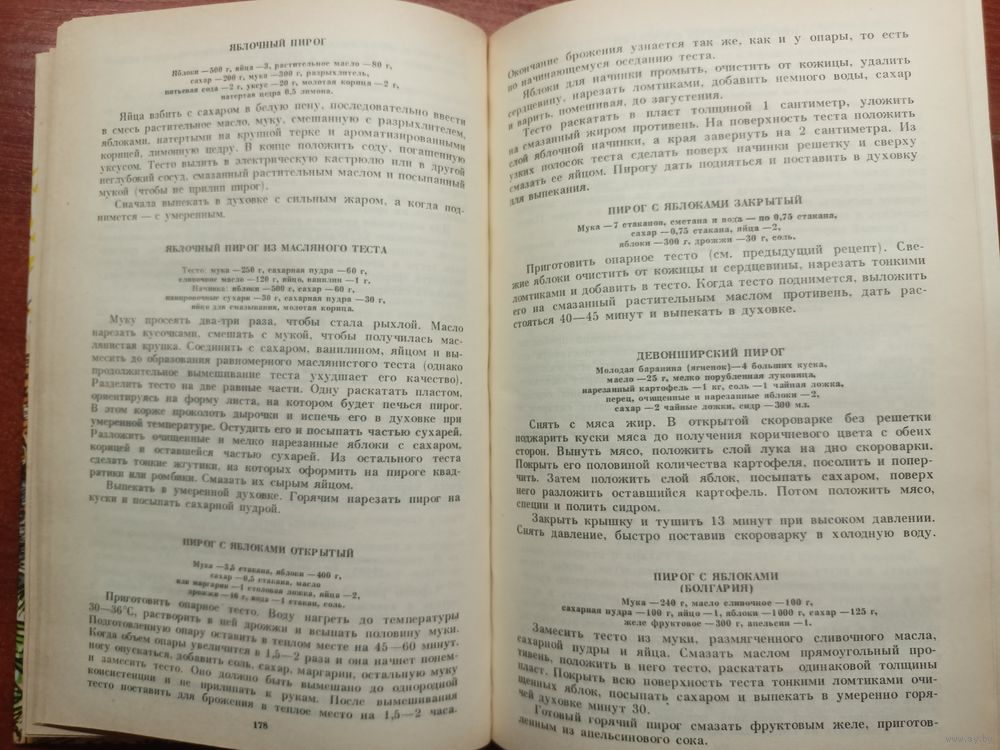 ЯБЛОЧНЫЙ ПИРОГ
Яблоки —500 г, яйца —3, растительное масло —80 г,
сахар —200 г, мука —300 г, разрыхлитель,
питьевая сода —2 г, уксус —20 г, молотая корица —2 г,
натертая цедра 0,5 лимона.
Яйца взбить с сахаром в белую пену, последовательно ввести
в смесь растительное масло, муку, смешанную с разрыхлителем,
яблоками, натертыми на крупной терке и ароматизированными
корицей, лимонную цедру. В конце положить соду, погашенную
уксусом. Тесто вылить в электрическую кастрюлю или в другой
неглубокий сосуд, смазанный растительным маслом и посыпанный
мукой (чтобы не прилип пирог).
Сначала выпекать в духовке с сильным жаром, а когда под-
нимется — с умеренным.
ЯБЛОЧНЫЙ ПИРОГ ИЗ МАСЛЯНОГО ТЕСТА
Тесто: мука —250 г, сахарная пудра —60 г,
сливочное масло —120 г, яйцо, ванилин —1 г.
Начинка: яблоки —500 г, сахар —60 г,
панировочные сухари —30 г, сахарная пудра —30 г,
яйцо для смазывания, молотая корица.
Муку просеять два-три раза, чтобы стала рыхлой. Масло
нарезать кусочками, смешать с мукой, чтобы получилась мас-
лянистая крупка. Соединить с сахаром, ванилином, яйцом и вы-
месить до образования равномерного маслянистого теста (однако
продолжительное вымешивание теста ухудшает его качество).
Разделить тесто на две равные части. Одну раскатать пластом,
ориентируясь на форму листа, на котором будет печься пирог.
В этом корже проколоть дырочки и испечь его в духовке при
умеренной температуре. Остудить его и посыпать частью сухарей.
Разложить очищенные и мелко нарезанные яблоки с сахаром,
корицей и оставшейся частью сухарей. Из остального теста
сделать тонкие жгутики, из которых оформить на пироге квад-
ратики или ромбики. Смазать их сырым яйцом.
Выпекать в умеренной духовке. Горячим нарезать пирог на
куски и посыпать сахарной пудрой.
ПИРОГ С ЯБЛОКАМИ ОТКРЫТЫЙ
Мука —3,5 стакана, яблоки —400 г,
сахар —0,5 стакана, масло
или маргарин —1 столовая ложка, яйца —2,
дрожжи —16 г, вода —1 стакан, соль.
Приготовить опарное тесто. Воду нагреть до температуры
30—36°С, растворить в ней дрожжи и всыпать половину муки.
Подготовленную опару оставить в теплом месте на 45—60 минут.
Когда объем опары увеличится в 1,5—2 раза и она начнет понем-
ногу опускаться, добавить соль, сахар, маргарин, остальную муку
и замесить тесто. Оно должно быть вымешано до однородной
консистенции и не прилипать к рукам. После вымешивания
тесто поставить для брожения в теплое место на 1,5—2 часа.
178
Окончание брожения узнается так же, как и у опары, то есть
по начинающемуся оседанию теста.
Яблоки для начинки промыть, очистить от кожицы, удалить
сердцевину, нарезать ломтиками, добавить немного воды, сахар
и варить, помешивая, до загустения.
Тесто раскатать в пласт толщиной 1 сантиметр, уложить
на смазанный жиром противень. На поверхность теста положить
слой яблочной начинки, а края завернуть на 2 сантиметра. Из
узких полосок теста сделать поверх начинки решетку и сверху
смазать ее яйцом. Пирогу дать подняться и поставить в духовку
для выпекания.
ПИРОГ С ЯБЛОКАМИ ЗАКРЫТЫЙ
Мука —7 стаканов, сметана и вода — по 0,75 стакана,
сахар —0,75 стакана, яйца —2,
яблоки —300 г, дрожжи —30 г, соль.
Приготовить опарное тесто (см. предыдущий рецепт). Све-
жие яблоки очистить от кожицы и сердцевины, нарезать тонкими
ломтиками и добавить в тесто. Когда тесто поднимется, выложить
его на смазанный растительным маслом противень, дать рас-
стояться 40—45 минут и выпекать в духовке.
ДЕВОНШИРСКИЙ ПИРОГ
Молодая баранина (ягненок)—4 больших куска,
масло —25 г, мелко порубленная луковица,
нарезанный картофель —1 кг, соль —1 чайная ложка,
перец, очищенные и нарезанные яблоки —2,
сахар —2 чайные ложки, сидр —300 мл.
Снять с мяса жир. В открытой скороварке без решетки
поджарить куски мяса до получения коричневого цвета с обеих
сторон. Вынуть мясо, положить слой лука на дно скороварки.
Покрыть его половиной количества картофеля, посолить и попер-
чить. Затем положить слой яблок, посыпать сахаром, поверх
него разложить оставшийся картофель. Потом положить мясо,
специи и полить сидром.
Закрыть крышку и тушить 13 минут при высоком давлении.
Снять давление, быстро поставив скороварку в холодную воду.
ПИРОГ С ЯБЛОКАМИ
(БОЛГАРИЯ)
Мука —240 г, масло сливочное —100 г,
сахарная пудра —100 г, яйцо —1, яблоки —1000 г, сахар —125 г,
желе фруктовое —300 г, апельсин —1.
Замесить тесто из муки, размягченного сливочного масла,
сахарной пудры и яйца. Смазать маслом прямоугольный про-
тивень, положить в него тесто, раскатать одинаковой толщины
пласт. Покрыть всю поверхность теста тонкими ломтиками очи-
щенных яблок, посыпать сахаром и выпекать в умеренно горя-
чей духовке минут 30.
Готовый горячий пирог смазать фруктовым желе, приготов-
ленным из апельсинового сока.